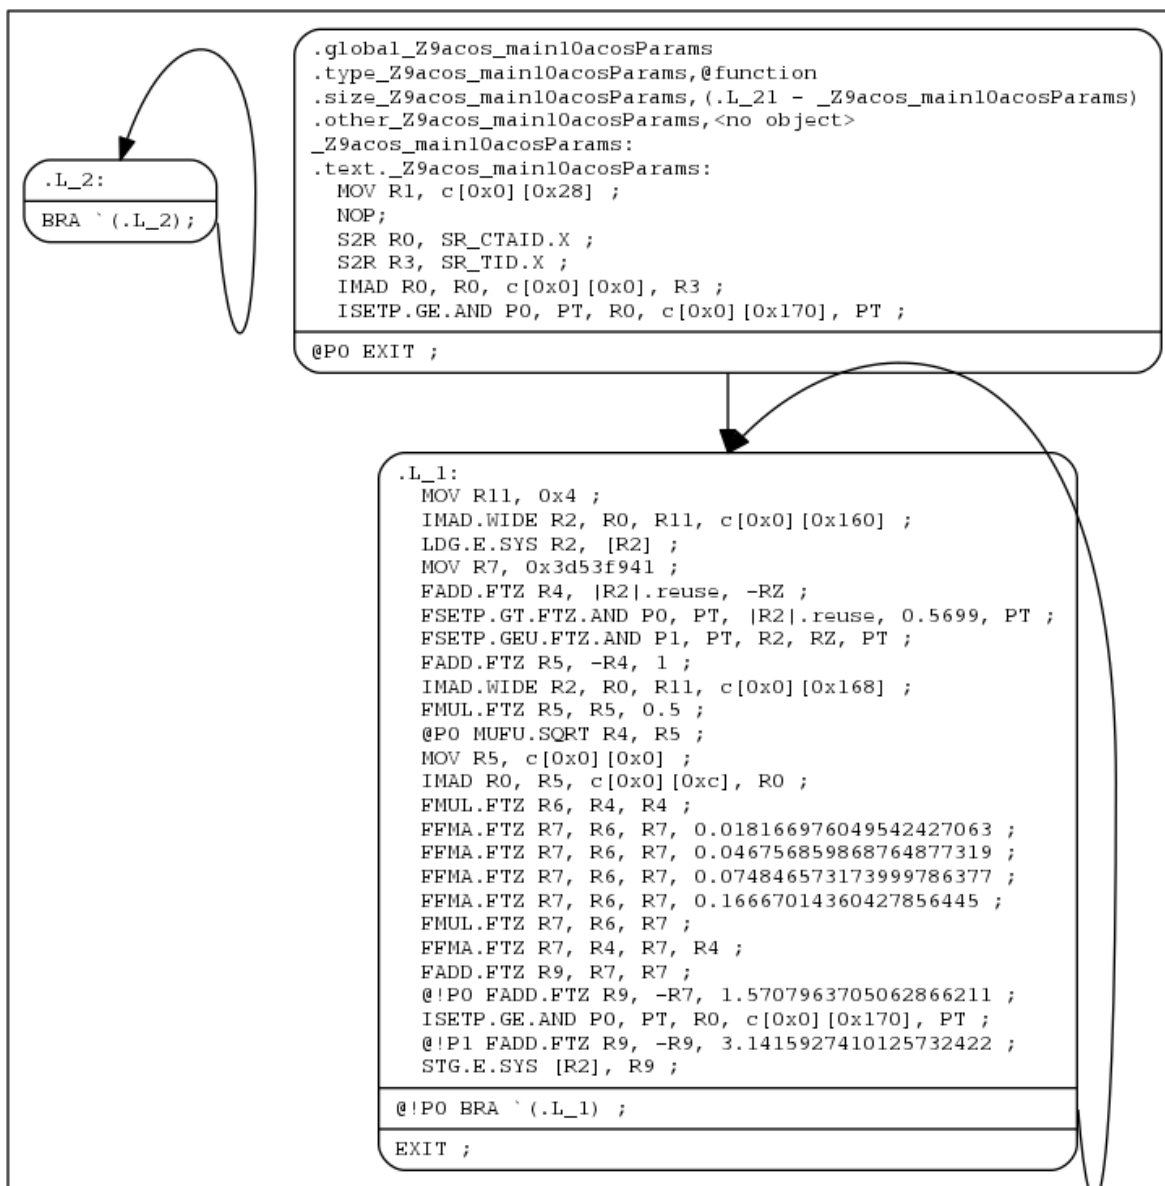 .L_2:
BRA `(.L_2);
.global_Z9acos_main10acosParams
.type_Z9acos_main10acosParams,@function
.size_Z9acos_main10acosParams,(.L_21 - _Z9acos_main10acosParams)
.other_Z9acos_main10acosParams,<no object>
_Z9acos_main10acosParams:
.text._Z9acos_main10acosParams:
MOV R1, c[0x0][0x28] ;
NOP;
S2R R0, SR_CTAID.X ;
S2R R3, SR_TID.X ;
IMAD R0, R0, c[0x0][0x0], R3 ;
ISETP.GE.AND P0, PT, R0, c[0x0][0x170], PT ;
@P0 EXIT ;
.L_1:
MOV R11, 0x4 ;
IMAD.WIDE R2, R0, R11, c[0x0][0x160] ;
LDG.E.SYS R2, [R2] ;
MOV R7, 0x3d53f941 ;
FADD.FTZ R4, |R2|.reuse, -RZ ;
FSETP.GT.FTZ.AND P0, PT, |R2|.reuse, 0.5699, PT ;
FSETP.GEU.FTZ.AND P1, PT, R2, RZ, PT ;
FADD.FTZ R5, -R4, 1 ;
IMAD.WIDE R2, R0, R11, c[0x0][0x168] ;
FMUL.FTZ R5, R5, 0.5 ;
@P0 MUFU.SQRT R4, R5 ;
MOV R5, c[0x0][0x0] ;
IMAD R0, R5, c[0x0][0xc], R0 ;
FMUL.FTZ R6, R4, R4 ;
FFMA.FTZ R7, R6, R7, 0.018166976049542427063 ;
FFMA.FTZ R7, R6, R7, 0.046756859868764877319 ;
FFMA.FTZ R7, R6, R7, 0.074846573173999786377 ;
FFMA.FTZ R7, R6, R7, 0.16667014360427856445 ;
FMUL.FTZ R7, R6, R7 ;
FFMA.FTZ R7, R4, R7, R4 ;
FADD.FTZ R9, R7, R7 ;
@!P0 FADD.FTZ R9, -R7, 1.5707963705062866211 ;
ISETP.GE.AND P0, PT, R0, c[0x0][0x170], PT ;
@!P1 FADD.FTZ R9, -R9, 3.1415927410125732422 ;
STG.E.SYS [R2], R9 ;
@!P0 BRA `(.L_1) ;
EXIT ;